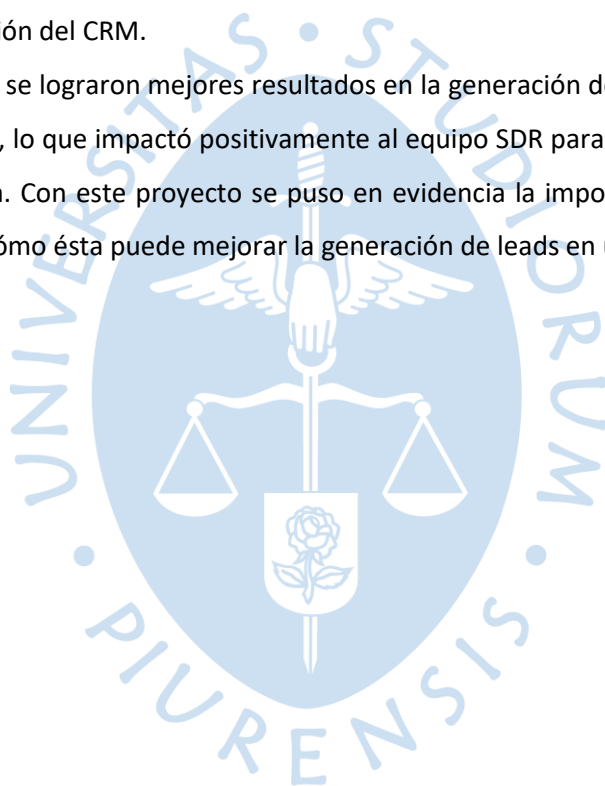 ión del CRM.
se lograron mejores resultados en la generación de
, lo que impactó positivamente al equipo SDR para
. Con este proyecto se puso en evidencia la impo
ómo ésta puede mejorar la generación de leads en
UNIVERSITAS • STUDIORUM • PIURENSIS •